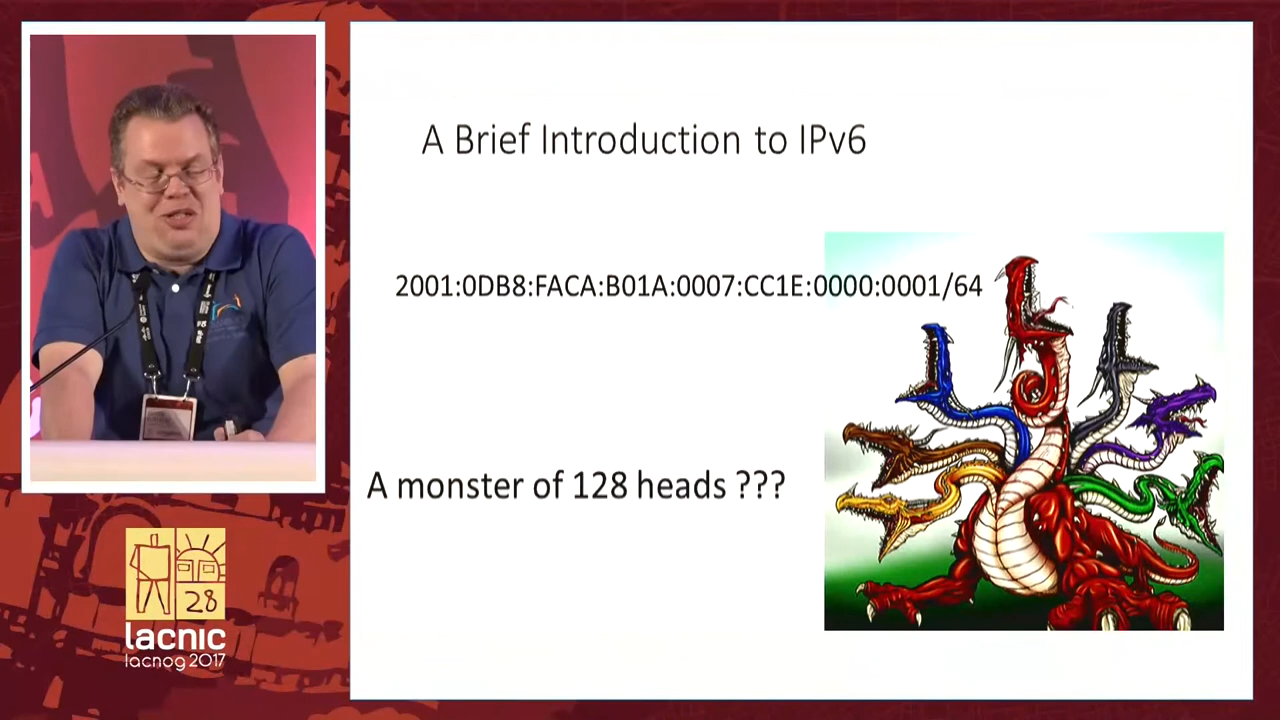 A Brief Introduction to IPv6
2001:0DB8:FACA:B01A:0007:CC1E:0000:0001/64
A monster of 128 heads ???
28
lacnic
lacnog 2017